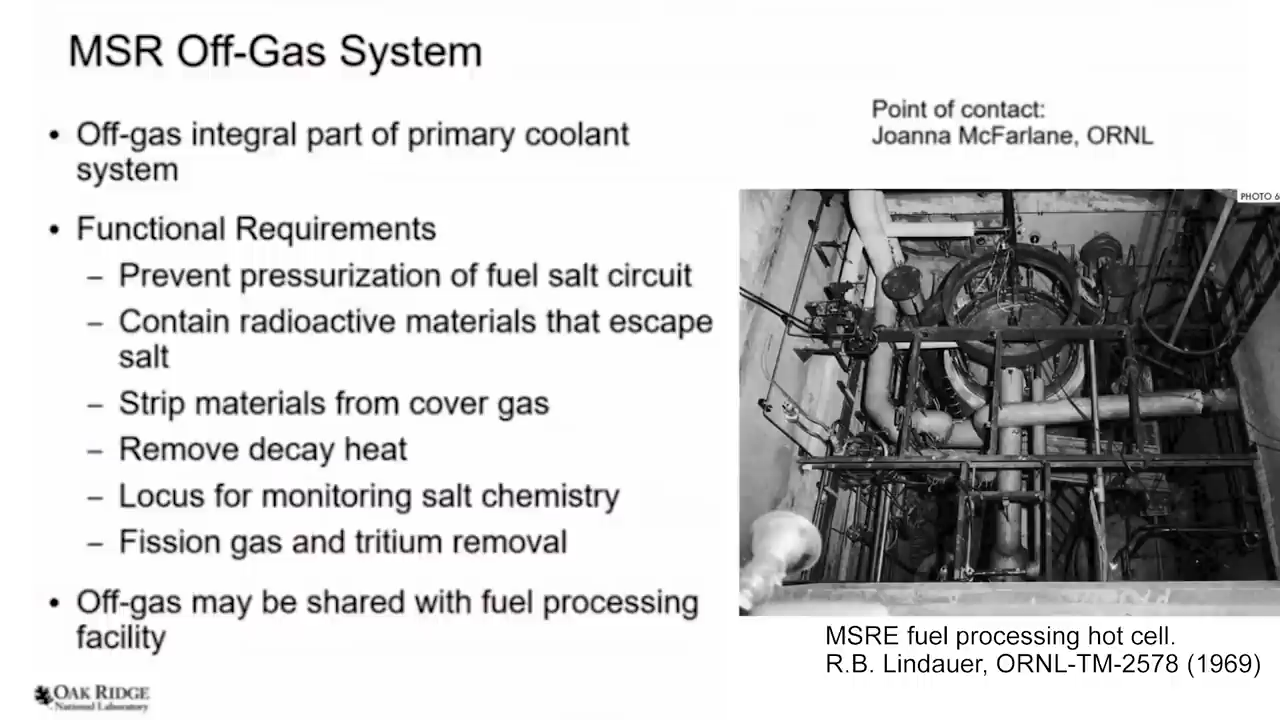 MSR Off-Gas System
Point of contact:
Joanna McFarlane, ORNL
• Off-gas integral part of primary coolant
system
• Functional Requirements
– Prevent pressurization of fuel salt circuit
– Contain radioactive materials that escape
salt
– Strip materials from cover gas
– Remove decay heat
– Locus for monitoring salt chemistry
– Fission gas and tritium removal
• Off-gas may be shared with fuel processing
facility
PHOTO 6
MSRE fuel processing hot cell.
R.B. Lindauer, ORNL-TM-2578 (1969)
OAK RIDGE
National Laboratory